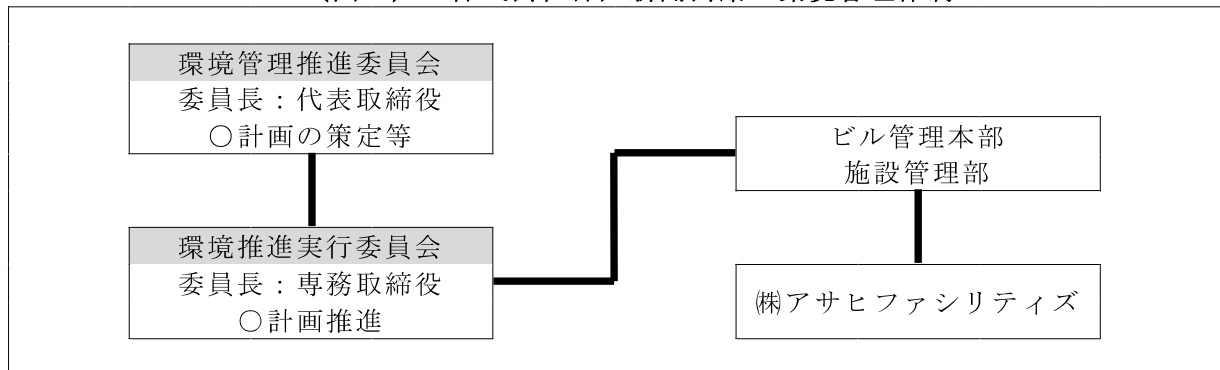 環境管理推進委員会
委員長：代表取締役
○計画の策定等
環境推進実行委員会
委員長：専務取締役
○計画推進
ビル管理本部
施設管理部
㈱アサヒファシリティズ